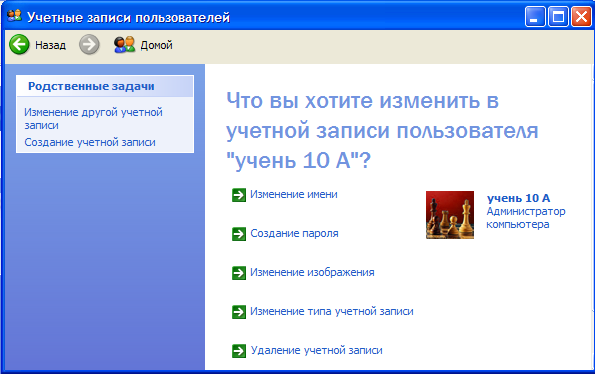 Учетные записи пользователей
Назад
Домой
Родственные задачи
Изменение другой учетной
записи
Создание учетной записи
Что вы хотите изменить в
учетной записи пользователя
"учень 10 А"?
Изменение имени
Создание пароля
Изменение изображения
Изменение типа учетной записи
Удаление учетной записи
учень 10 А
Администратор
компьютера